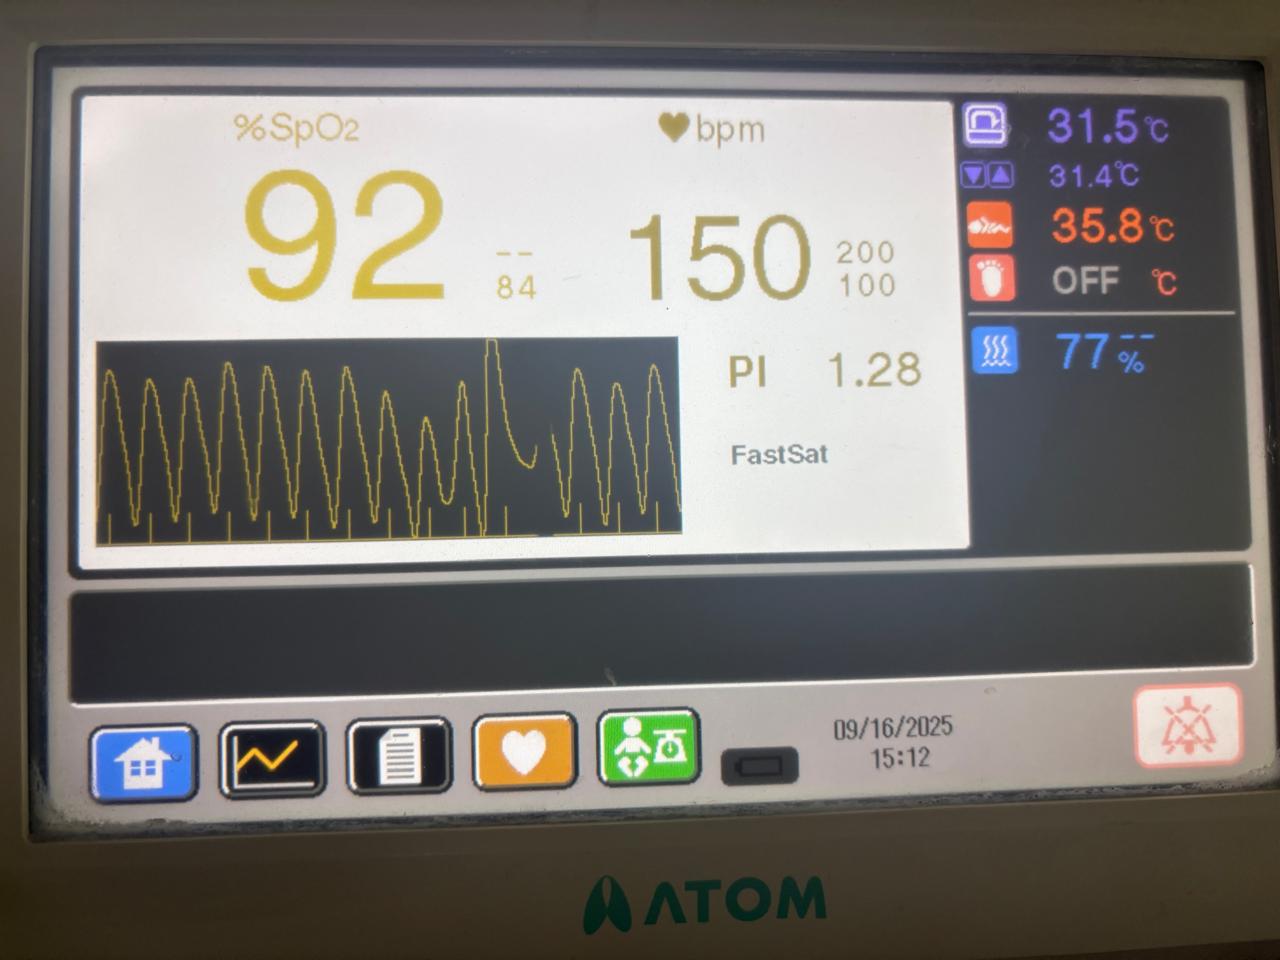 %SpO2
92
--
84
♥bpm
150
200
100
PI 1.28
FastSat
31.5℃
31.4℃
35.8℃
OFF ℃
77%
--
09/16/2025
15:12
ATOM